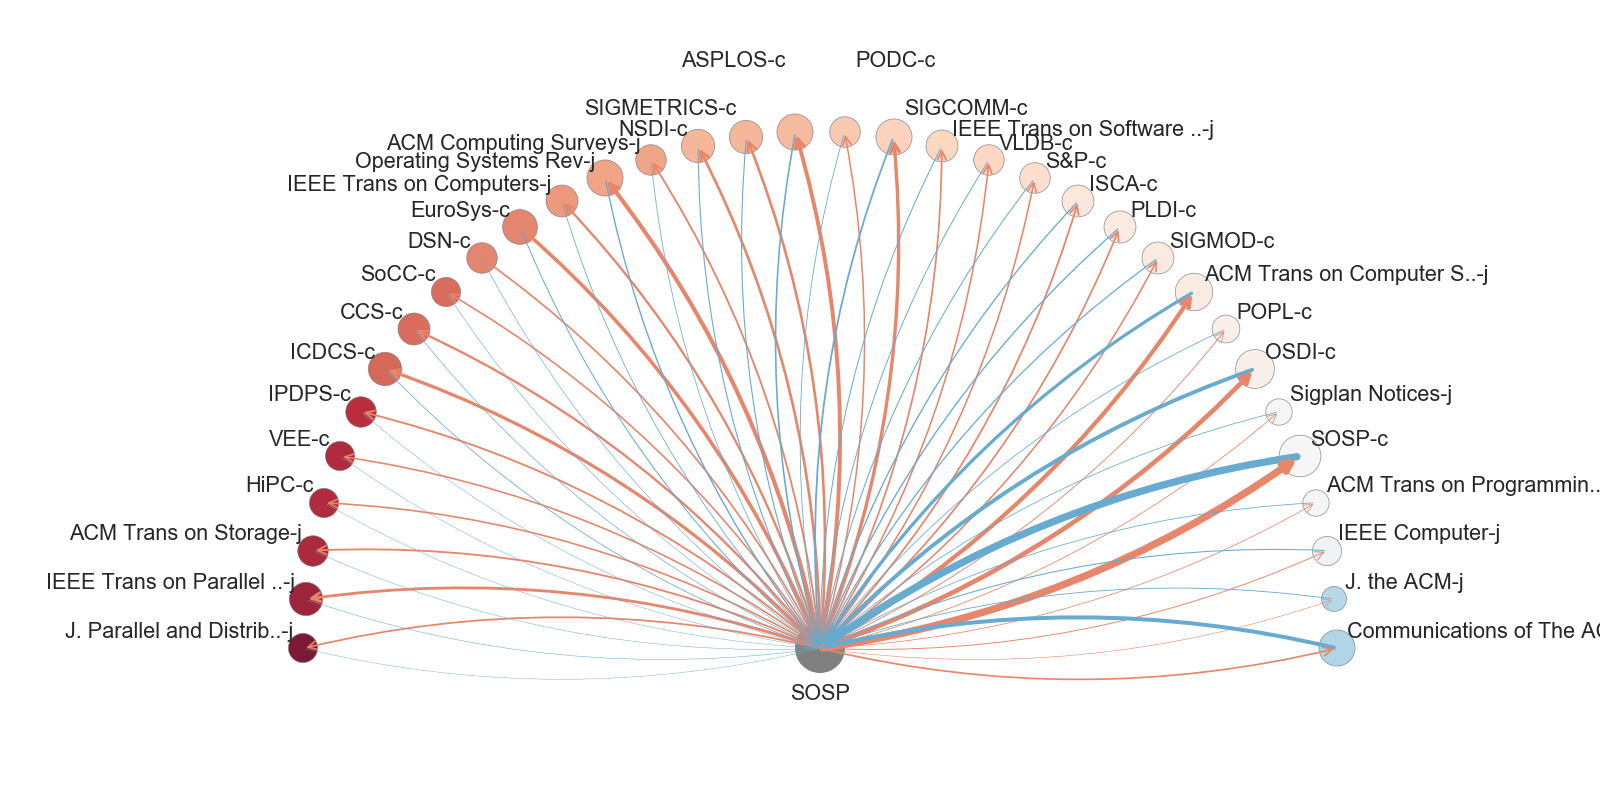 ASPLOS-c
PODC-c
SIGMETRICS-c
SIGCOMM-c
NSDI-c
IEEE Trans on Software ..-j
ACM Computing Surveys-j
VLDB-c
Operating Systems Rev-j
S&P-c
IEEE Trans on Computers-j
ISCA-c
EuroSys-c
PLDI-c
DSN-c
SIGMOD-c
SoCC-c
ACM Trans on Computer S..-j
CCS-c
POPL-c
ICDCS-c
OSDI-c
IPDPS-c
Sigplan Notices-j
VEE-c
SOSP-c
HiPC-c
ACM Trans on Programmin..
ACM Trans on Storage-j
IEEE Computer-j
IEEE Trans on Parallel ..-j
J. the ACM-j
J. Parallel and Distrib..-j
Communications of The AC
SOSP